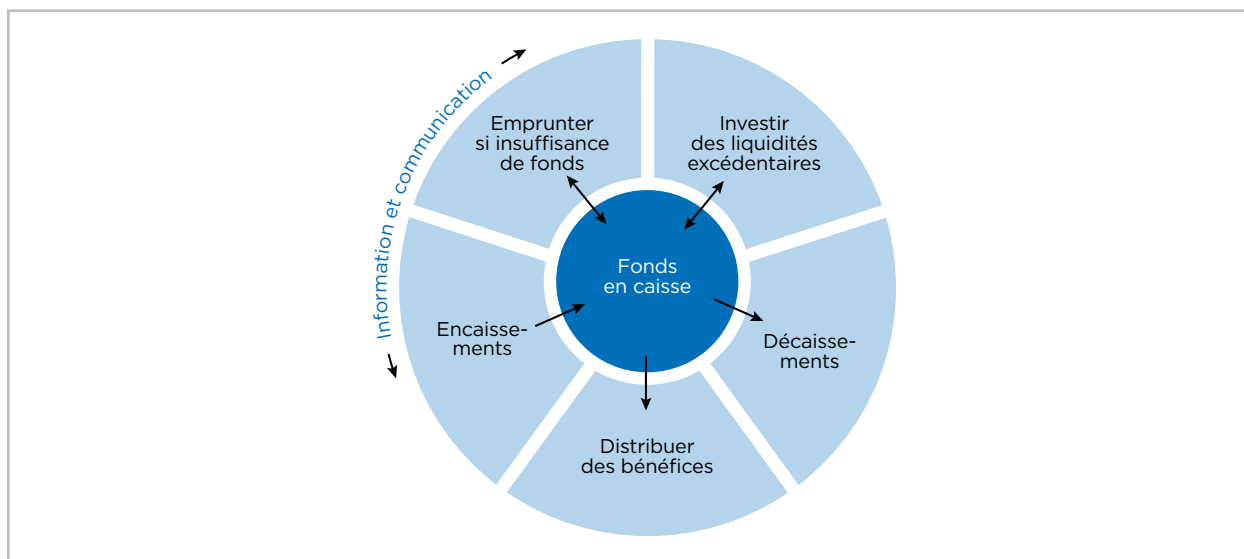 Information et communication
Emprunter
si insuffisance
de fonds
Investir
des liquidités
excédentaires
Fonds
en caisse
Encaisse-
ments
Décaisse-
ments
Distribuer
des bénéfices